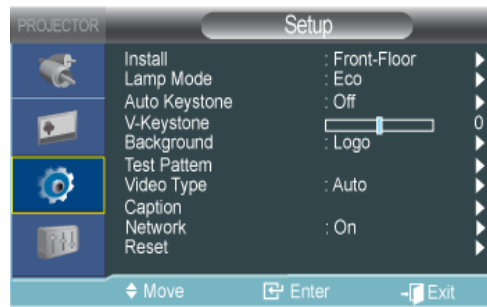 PROJECTOR Setup
Install : Front-Floor
Lamp Mode : Eco
Auto Keystone : Off
V-Keystone 0
Background : Logo
Test Pattem
Video Type : Auto
Caption
Network : On
Reset
Move Enter Exit